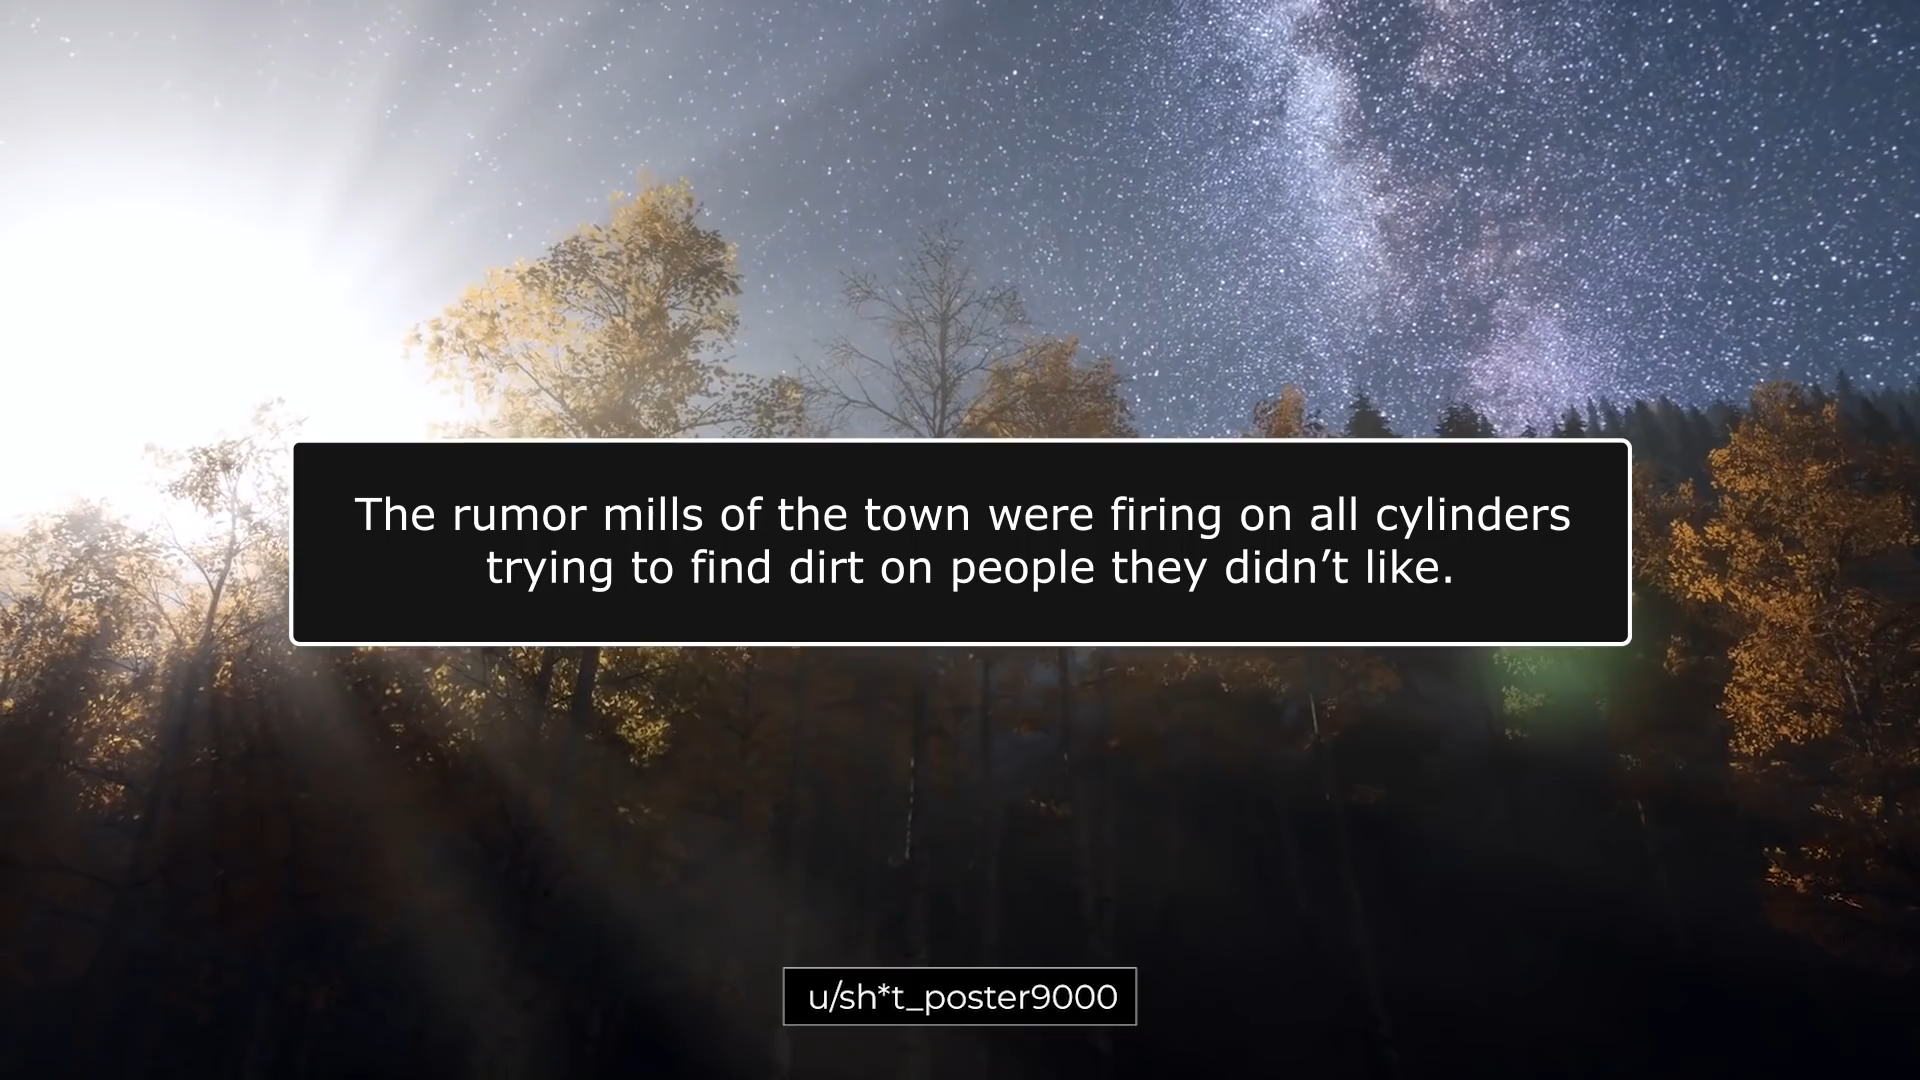 The rumor mills of the town were firing on all cylinders
trying to find dirt on people they didn’t like.
u/sh*t_poster9000